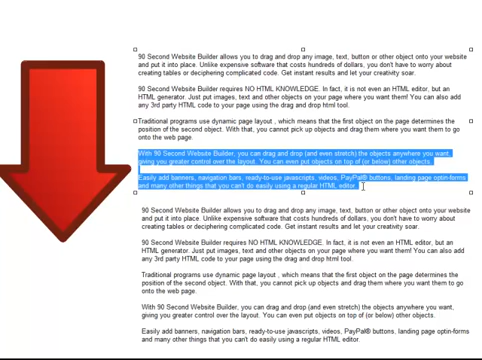 90 Second Website Builder allows you to drag and drop any image, text, button or other object onto your website
and put it into place. Unlike expensive software that costs hundreds of dollars, you don't have to worry about
creating tables or deciphering complicated code. Get instant results and let your creativity soar.
90 Second Website Builder requires NO HTML KNOWLEDGE. In fact, it is not even an HTML editor, but an
HTML generator. Just put images, text and other objects on your page where you want them! You can also add
any 3rd party HTML code to your page using the drag and drop html tool.
Traditional programs use dynamic page layout , which means that the first object on the page determines the
position of the second object. With that, you cannot pick up objects and drag them where you want them to go
onto the web page.
With 90 Second Website Builder, you can drag and drop (and even stretch) the objects anywhere you want,
giving you greater control over the layout. You can even put objects on top of (or below) other objects.
Easily add banners, navigation bars, ready-to-use javascripts, videos, PayPal® buttons, landing page optin-forms
and many other things that you can't do easily using a regular HTML editor.
90 Second Website Builder allows you to drag and drop any image, text, button or other object onto your website
and put it into place. Unlike expensive software that costs hundreds of dollars, you don't have to worry about
creating tables or deciphering complicated code. Get instant results and let your creativity soar.
90 Second Website Builder requires NO HTML KNOWLEDGE. In fact, it is not even an HTML editor, but an
HTML generator. Just put images, text and other objects on your page where you want them! You can also add
any 3rd party HTML code to your page using the drag and drop html tool.
Traditional programs use dynamic page layout , which means that the first object on the page determines the
position of the second object. With that, you cannot pick up objects and drag them where you want them to go
onto the web page.
With 90 Second Website Builder, you can drag and drop (and even stretch) the objects anywhere you want,
giving you greater control over the layout. You can even put objects on top of (or below) other objects.
Easily add banners, navigation bars, ready-to-use javascripts, videos, PayPal® buttons, landing page optin-forms
and many other things that you can't do easily using a regular HTML editor.